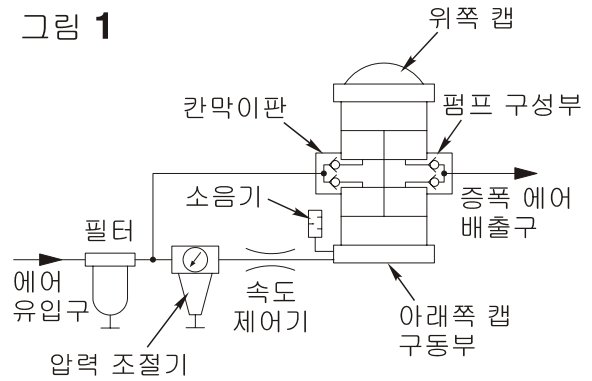 그림 1
위쪽 캡
칸막이판
펌프 구성부
소음기
증폭 에어
배출구
필터
에어
유입구
속도
제어기
아래쪽 캡
구동부
압력 조절기